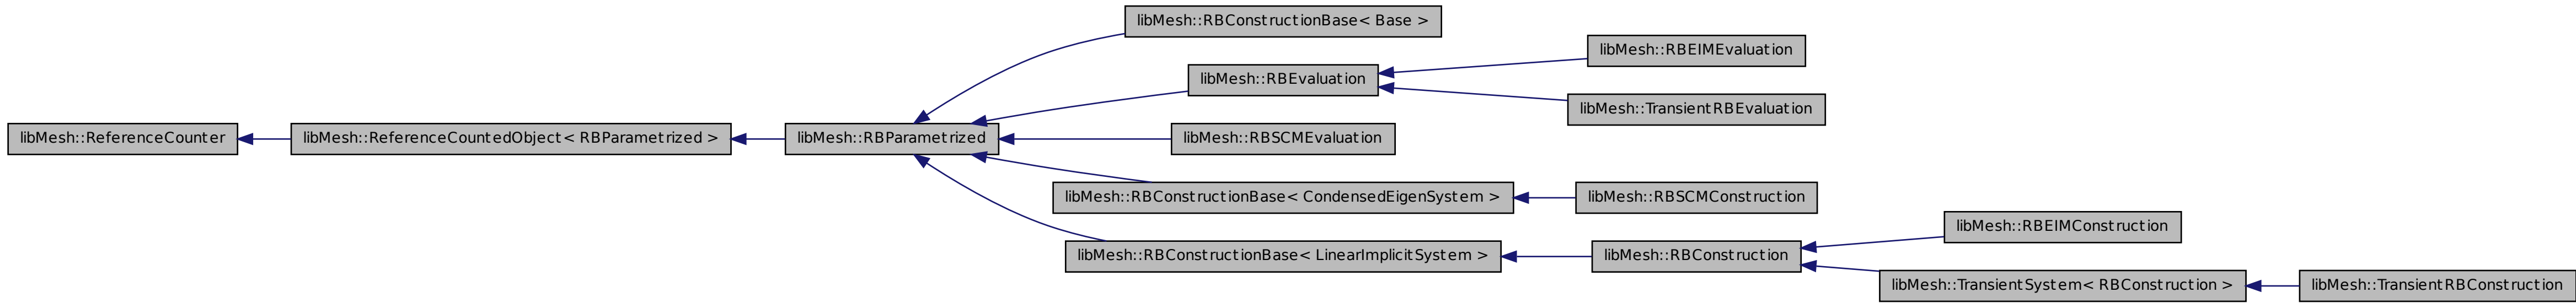 libMesh::RBConstructionBase< Base >
libMesh::RBEIMEvaluation
libMesh::RBEvaluation
libMesh::TransientRBEvaluation
libMesh::ReferenceCounter
libMesh::ReferenceCountedObject< RBParametrized >
libMesh::RBParametrized
libMesh::RBSCMEvaluation
libMesh::RBConstructionBase< CondensedEigenSystem >
libMesh::RBSCMConstruction
libMesh::RBEIMConstruction
libMesh::RBConstructionBase< LinearImplicitSystem >
libMesh::RBConstruction
libMesh::TransientSystem< RBConstruction >
libMesh::TransientRBConstruction